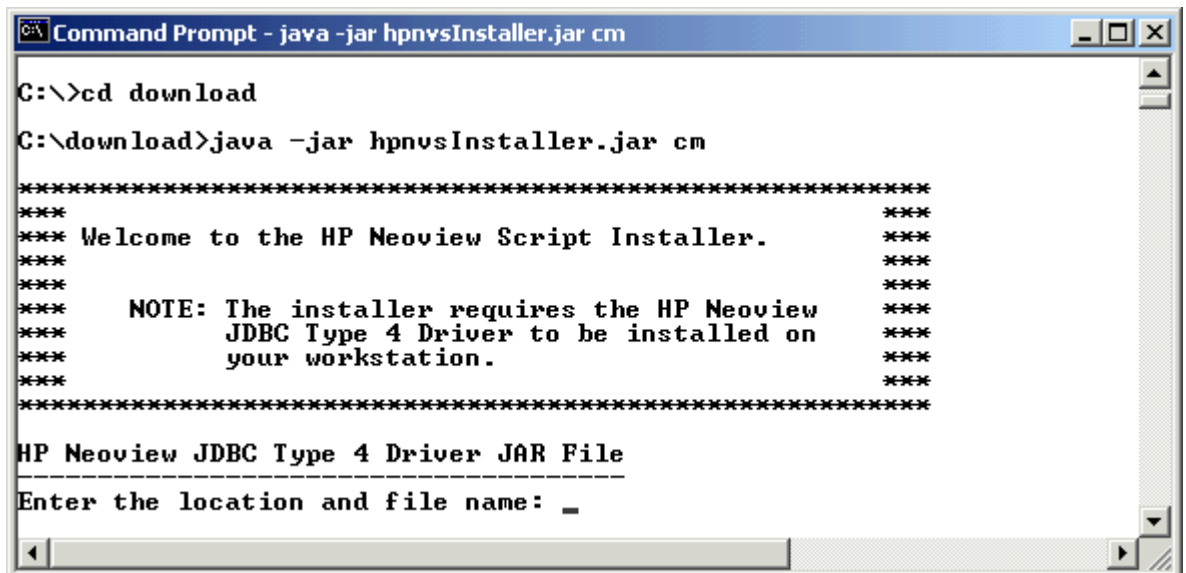 Command Prompt - java -jar hpnvsInstaller.jar cm
C:\>cd download
C:\download>java -jar hpnvsInstaller.jar cm
*********************************************************
***                                                   ***
*** Welcome to the HP Neoview Script Installer.       ***
***                                                   ***
***                                                   ***
***    NOTE: The installer requires the HP Neoview    ***
***          JDBC Type 4 Driver to be installed on    ***
***          your workstation.                        ***
***                                                   ***
*********************************************************
HP Neoview JDBC Type 4 Driver JAR File
--------------------------------------
Enter the location and file name: _